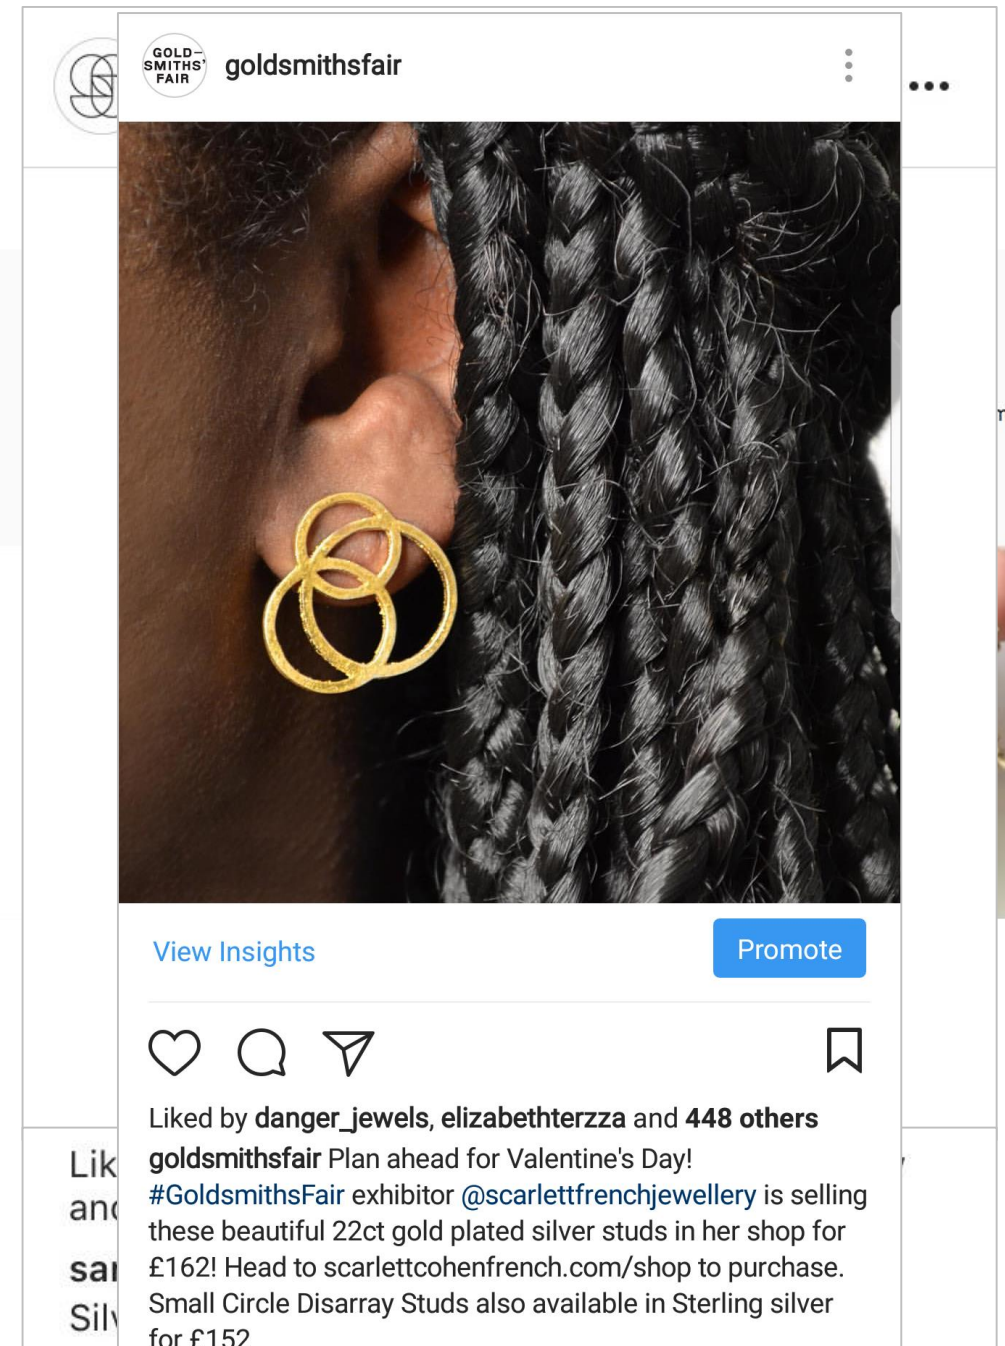 GOLD-
SMITHS'
FAIR
goldsmithsfair
View Insights
Promote
Liked by danger_jewels, elizabethterzza and 448 others
goldsmithsfair Plan ahead for Valentine's Day!
#GoldsmithsFair exhibitor @scarlettfrenchjewellery is selling
these beautiful 22ct gold plated silver studs in her shop for
£162! Head to scarlettcohenfrench.com/shop to purchase.
Small Circle Disarray Studs also available in Sterling silver
for £152